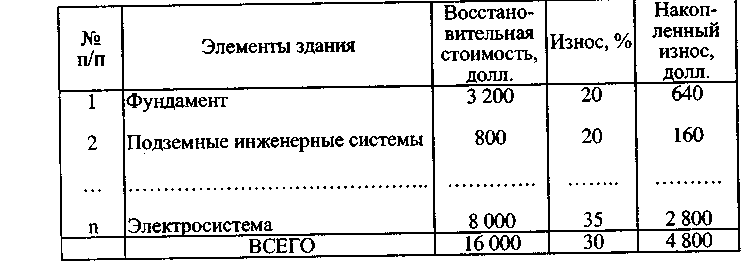 № п/п Элементы здания Восстано-вительная стоимость, долл. Износ, % Накоп-ленный износ, долл.
1 Фундамент 3 200 20 640
2 Подземные инженерные системы 800 20 160
... ............................................ ............. ........ ..........
n Электросистема 8 000 35 2 800
ВСЕГО 16 000 30 4 800